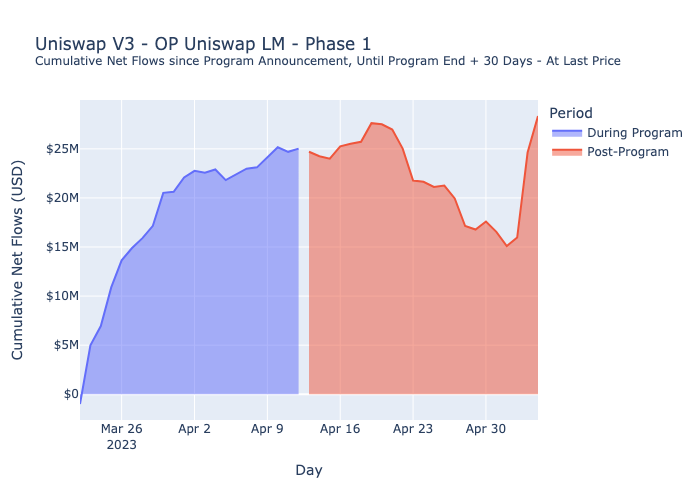 Uniswap V3 - OP Uniswap LM - Phase 1
Cumulative Net Flows since Program Announcement, Until Program End + 30 Days - At Last Price
Period
During Program
Post-Program
Cumulative Net Flows (USD)
$25M
$20M
$15M
$10M
$5M
$0
Mar 26
2023
Apr 2
Apr 9
Apr 16
Apr 23
Apr 30
Day